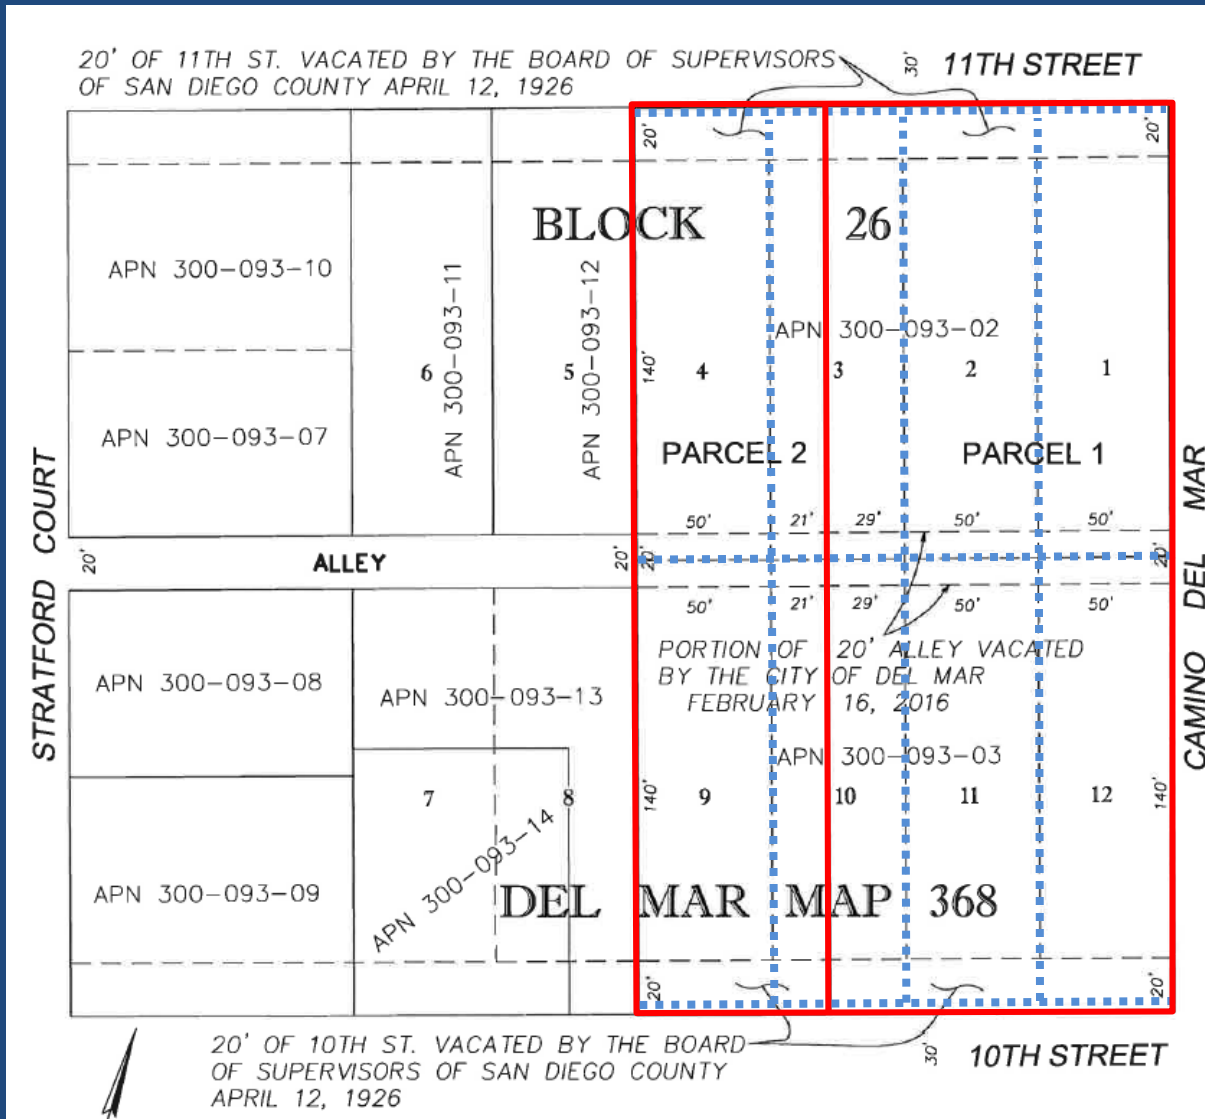 20' OF 11TH ST. VACATED BY THE BOARD OF SUPERVISORS
OF SAN DIEGO COUNTY APRIL 12, 1926
30'
11TH STREET
20'
20'
BLOCK 26
APN 300-093-10
APN 300-093-11
APN 300-093-12
APN 300-093-02
6
5
140'
4
3
2
1
APN 300-093-07
PARCEL 2
PARCEL 1
50'
21'
29'
50'
50'
STRATFORD COURT
20'
ALLEY
20'
20'
20'
CAMINO DEL MAR
50'
21'
29'
50'
50'
PORTION OF 20' ALLEY VACATED
BY THE CITY OF DEL MAR
FEBRUARY 16, 2016
APN 300-093-08
APN 300-093-13
APN 300-093-03
7
8
140'
9
10
11
12
140'
APN 300-093-09
APN 300-093-14
DEL MAR MAP 368
20'
20'
20' OF 10TH ST. VACATED BY THE BOARD
OF SUPERVISORS OF SAN DIEGO COUNTY
APRIL 12, 1926
30'
10TH STREET